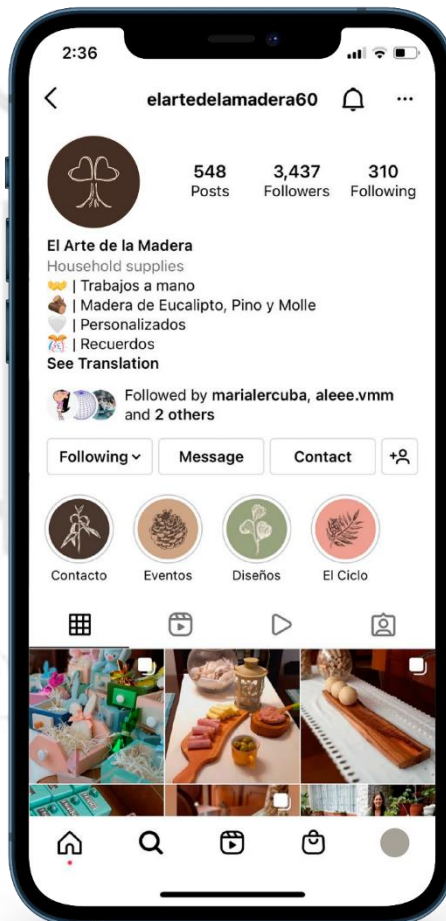 2:36
elartedelamadera60
548 3,437 310
Posts Followers Following
El Arte de la Madera
Household supplies
| Trabajos a mano
| Madera de Eucalipto, Pino y Molle
| Personalizados
| Recuerdos
See Translation
Followed by marialercuba, aleee.vmm
and 2 others
Following Message Contact
Contacto Eventos Diseños El Ciclo